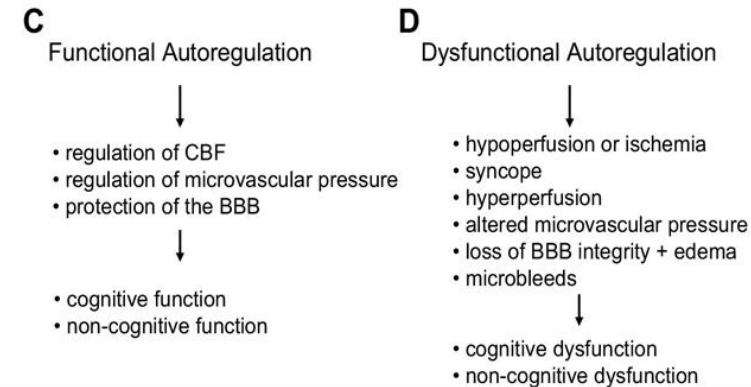 C
Functional Autoregulation
• regulation of CBF
• regulation of microvascular pressure
• protection of the BBB
• cognitive function
• non-cognitive function
D
Dysfunctional Autoregulation
• hypoperfusion or ischemia
• syncope
• hyperperfusion
• altered microvascular pressure
• loss of BBB integrity + edema
• microbleeds
• cognitive dysfunction
• non-cognitive dysfunction